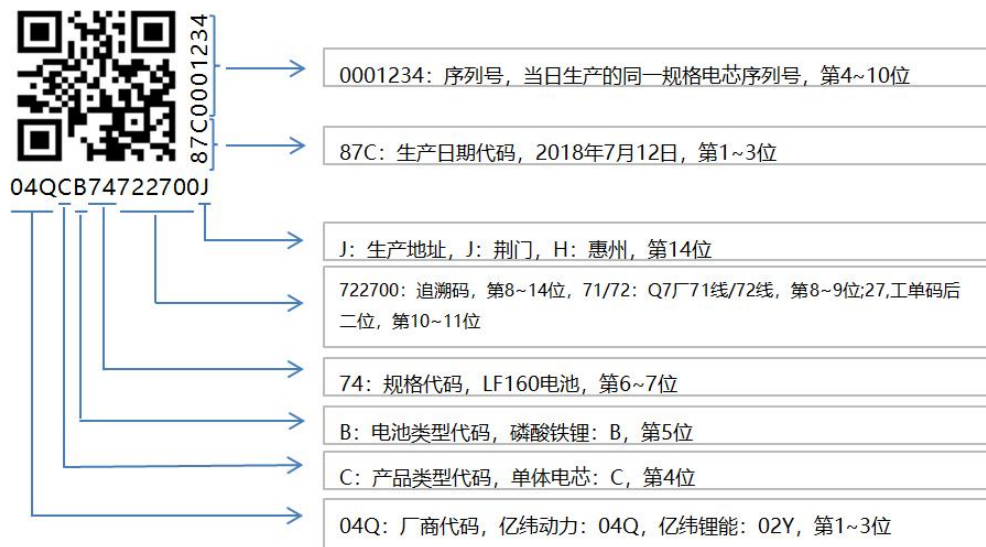 87C0001234
04QCB74722700J
0001234：序列号，当日生产的同一规格电芯序列号，第4~10位
87C：生产日期代码，2018年7月12日，第1~3位
J：生产地址，J：荆门，H：惠州，第14位
722700：追溯码，第8~14位，71/72：Q7厂71线/72线，第8~9位;27,工单码后
二位，第10~11位
74：规格代码，LF160电池，第6~7位
B：电池类型代码，磷酸铁锂：B，第5位
C：产品类型代码，单体电芯：C，第4位
04Q：厂商代码，亿纬动力：04Q，亿纬锂能：02Y，第1~3位